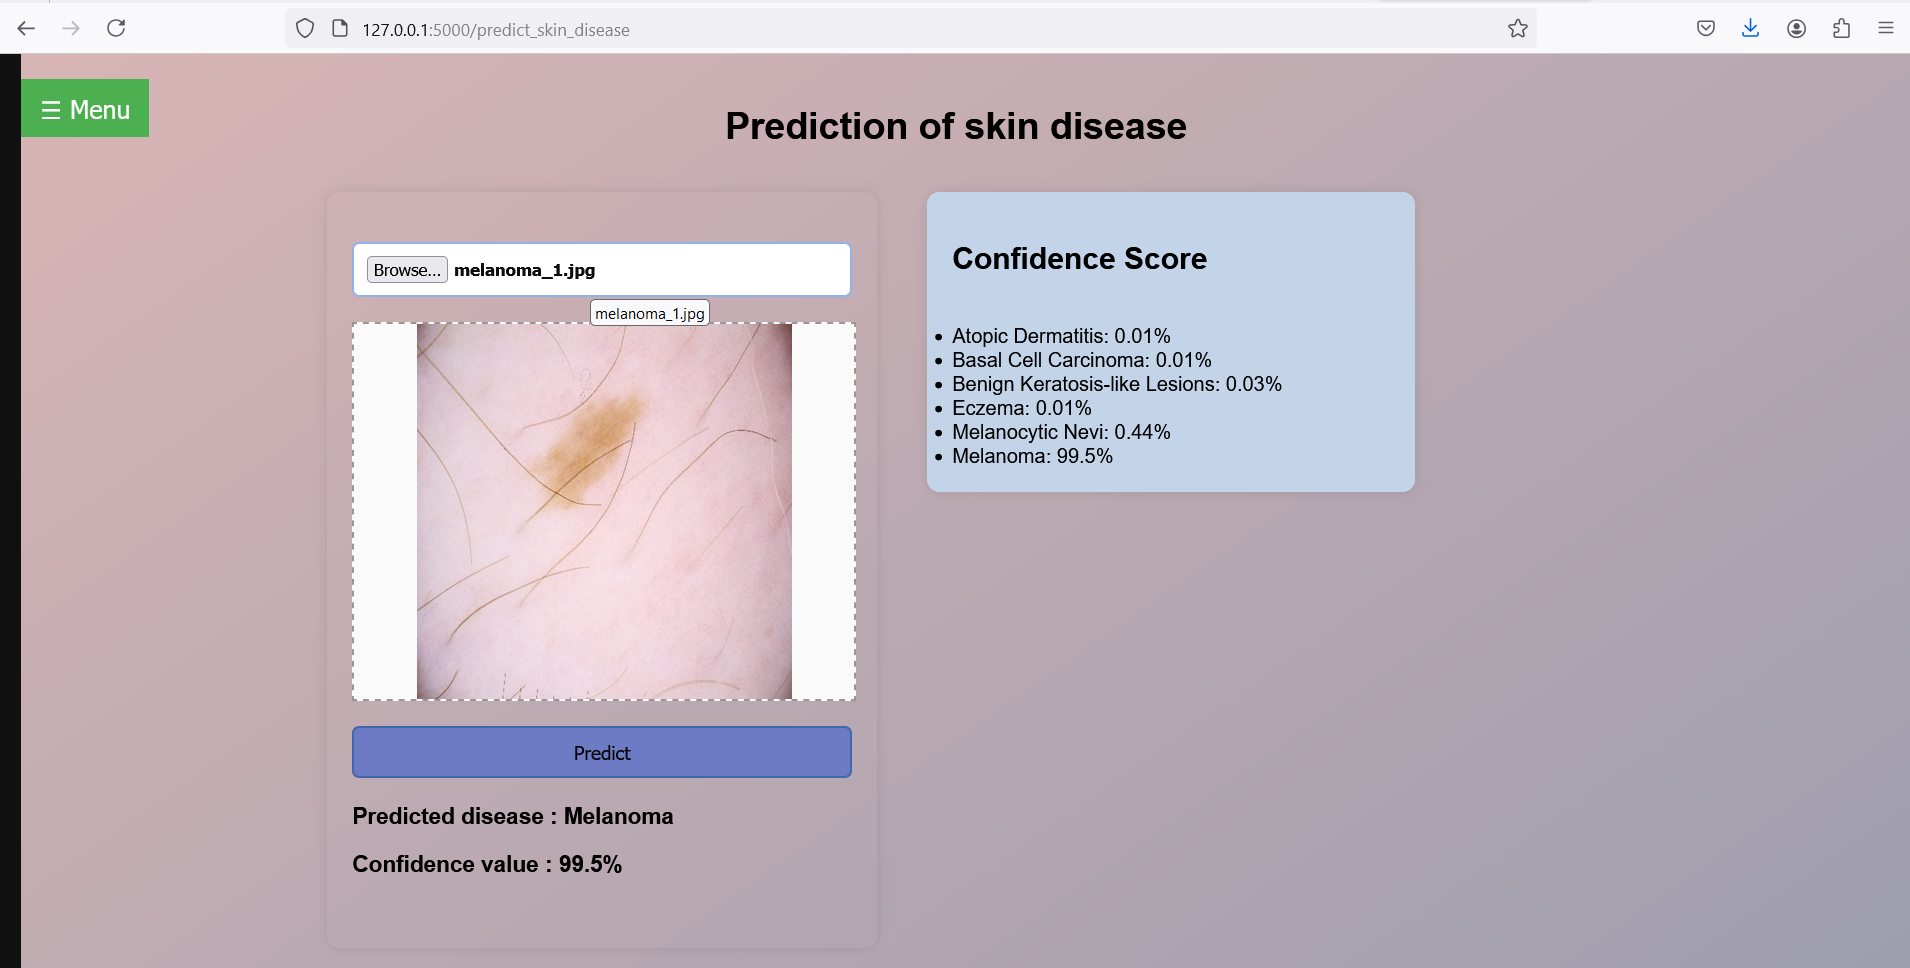 127.0.0.1:5000/predict_skin_disease
☰ Menu
Prediction of skin disease
Browse... melanoma_1.jpg
melanoma_1.jpg
Predict
Predicted disease : Melanoma
Confidence value : 99.5%
Confidence Score
Atopic Dermatitis: 0.01%
Basal Cell Carcinoma: 0.01%
Benign Keratosis-like Lesions: 0.03%
Eczema: 0.01%
Melanocytic Nevi: 0.44%
Melanoma: 99.5%